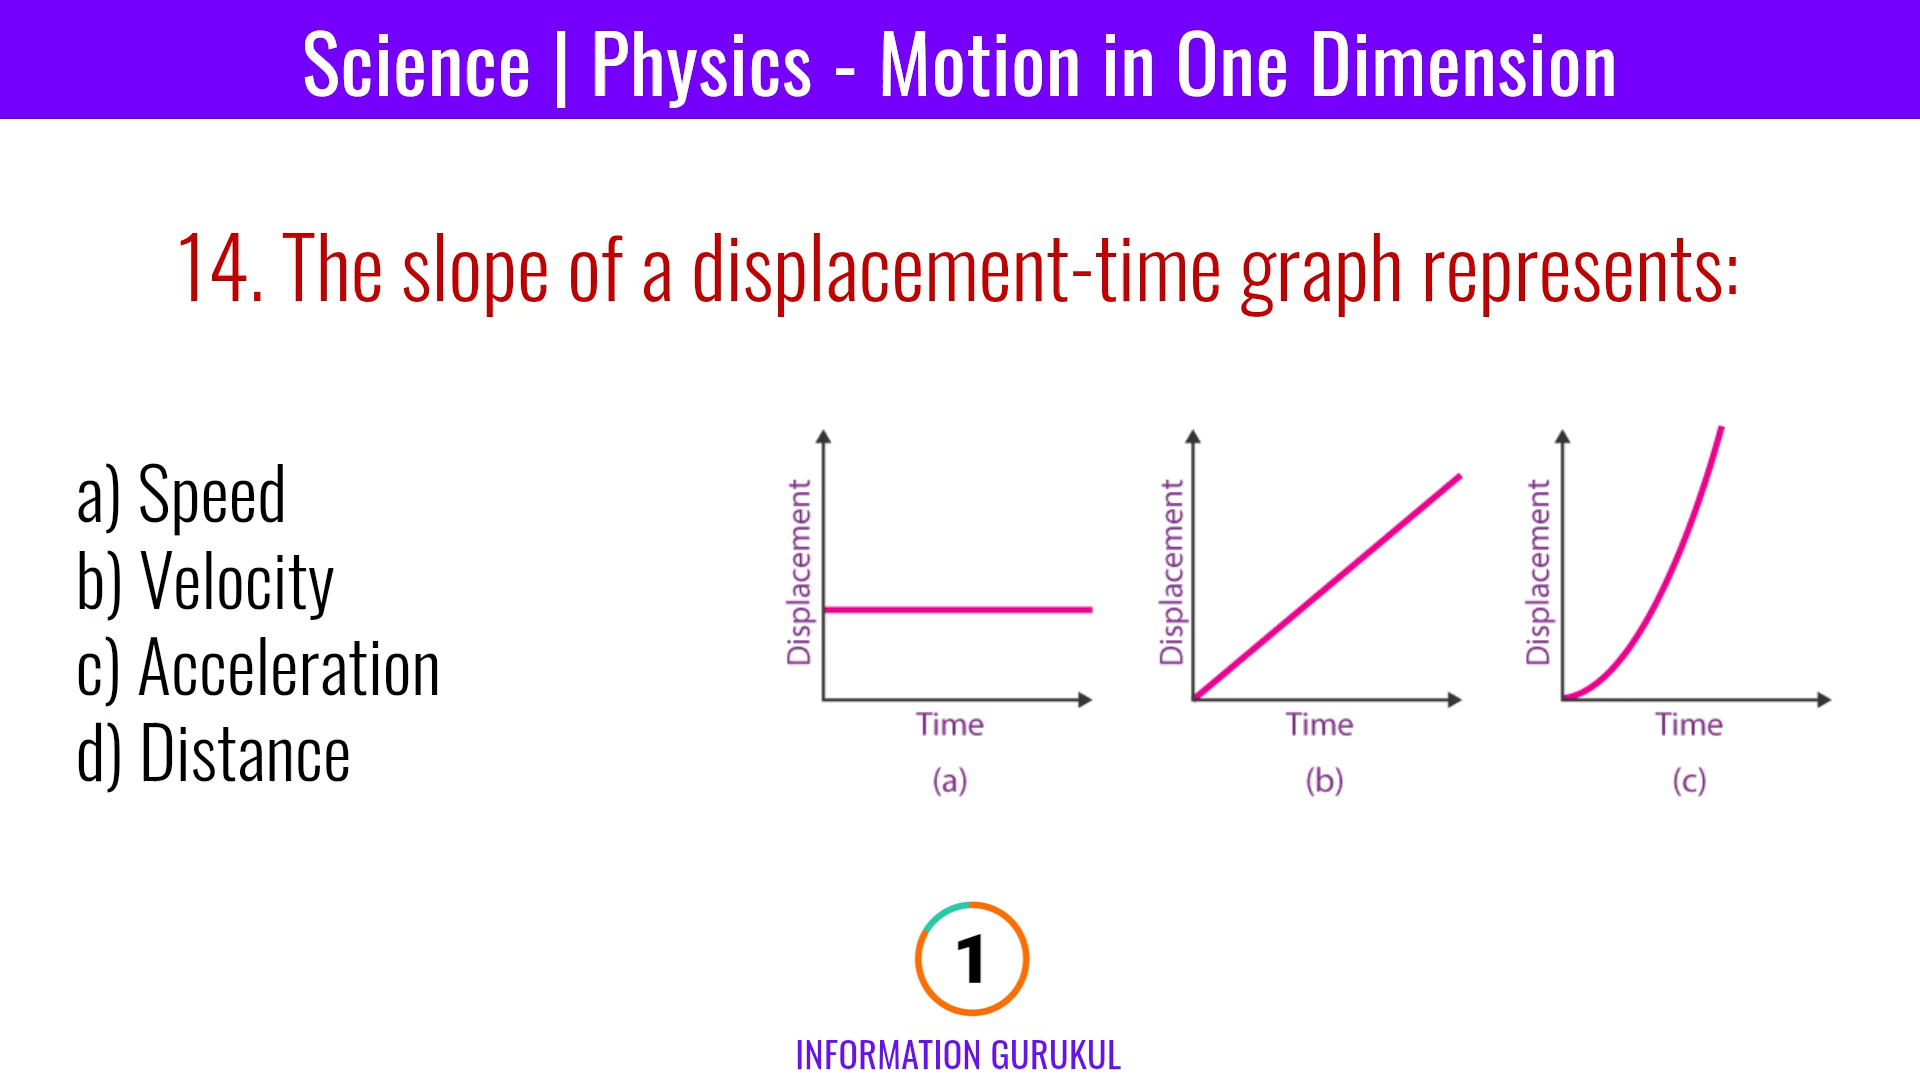 Science | Physics - Motion in One Dimension
14. The slope of a displacement-time graph represents:
a) Speed
b) Velocity
c) Acceleration
d) Distance
Displacement
Time
(a)
Displacement
Time
(b)
Displacement
Time
(c)
1
INFORMATION GURUKUL